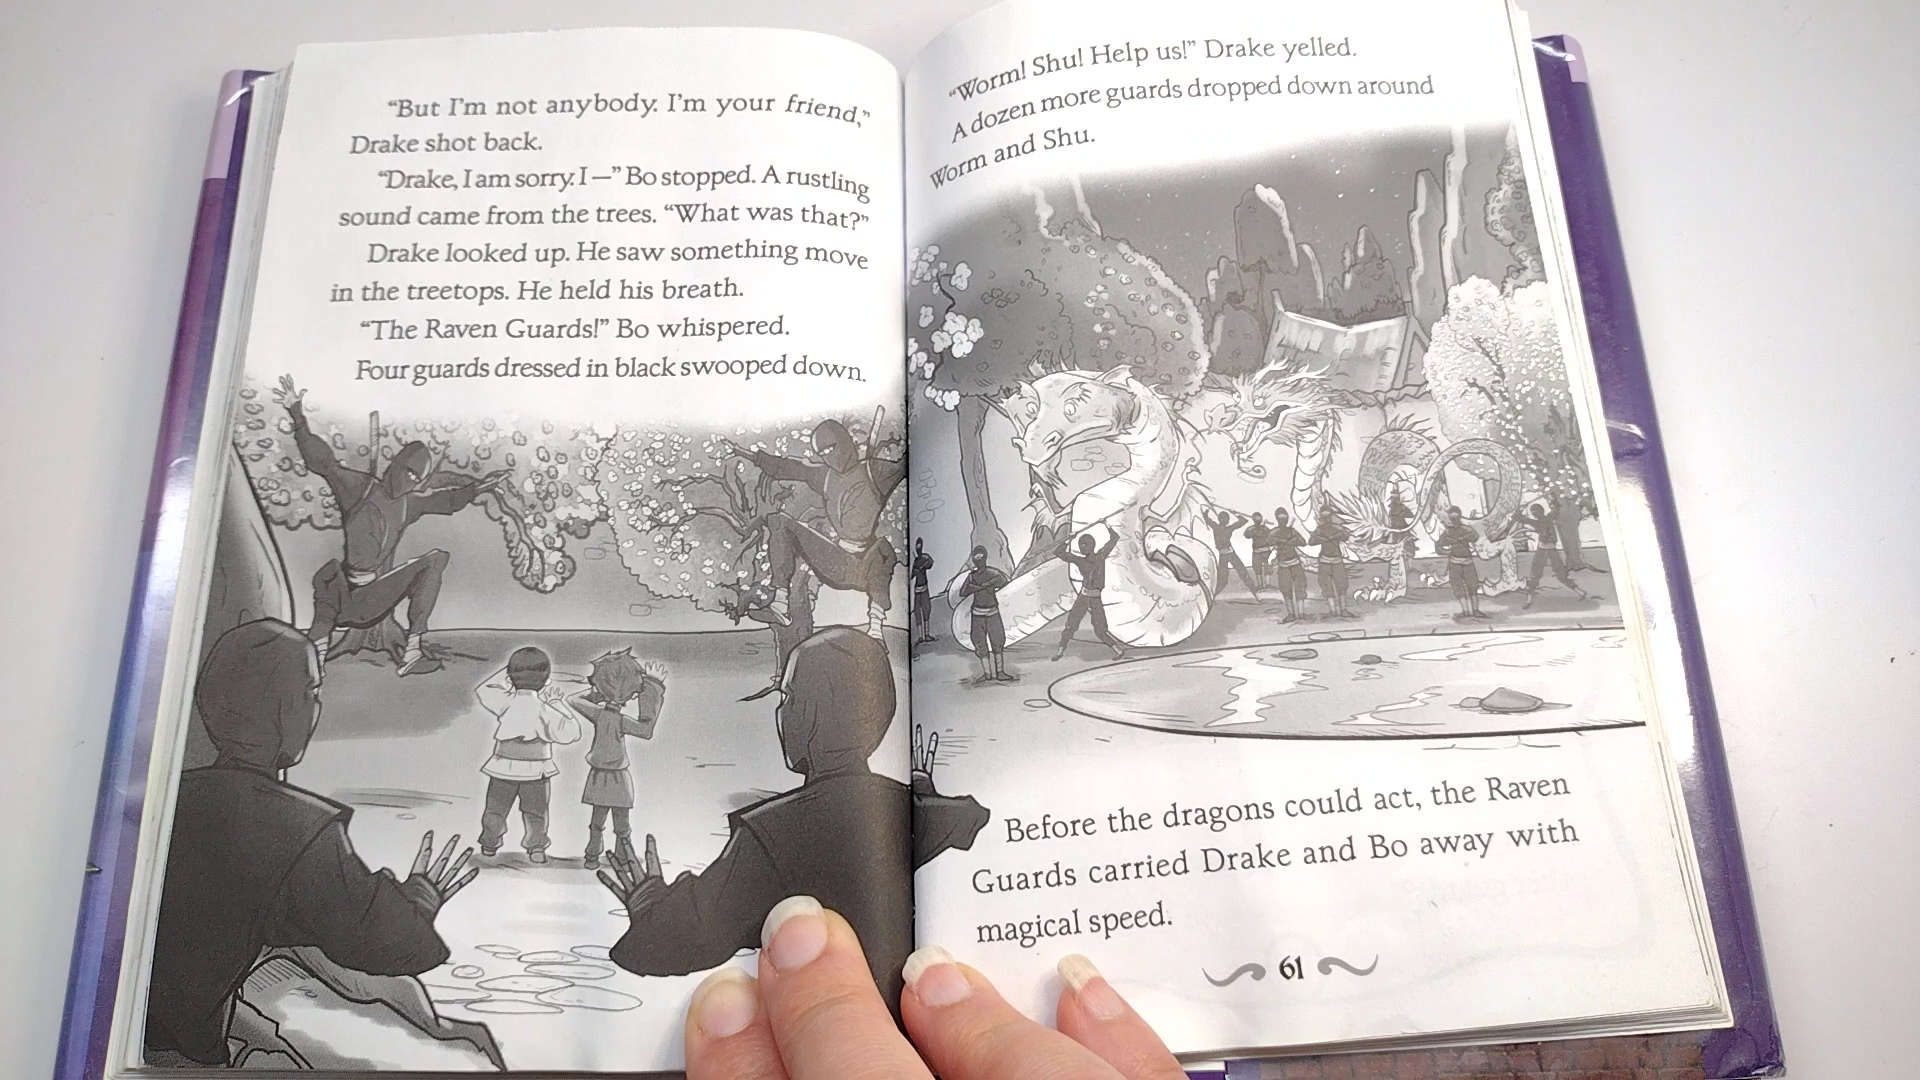 “But I’m not anybody. I’m your friend,”
Drake shot back.
“Drake, I am sorry. I —” Bo stopped. A rustling
sound came from the trees. “What was that?”
Drake looked up. He saw something move
in the treetops. He held his breath.
“The Raven Guards!” Bo whispered.
Four guards dressed in black swooped down.
“Worm! Shu! Help us!” Drake yelled.
A dozen more guards dropped down around
Worm and Shu.
Before the dragons could act, the Raven
Guards carried Drake and Bo away with
magical speed.
61